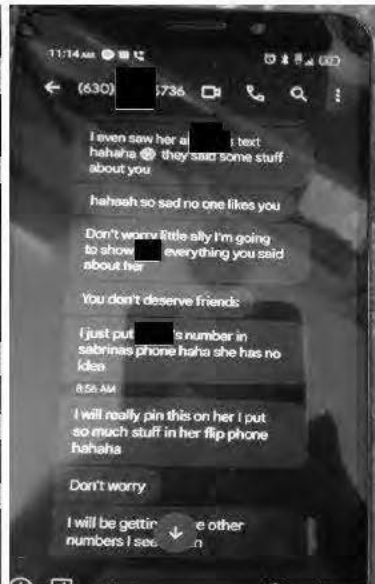 11:14 AM
(630) 5736
I even saw her a s text
hahaha they said some stuff
about you
hahaah so sad no one likes you
Don't worry little ally I'm going
to show everything you said
about her
You don't deserve friends
I just put 's number in
sabrinas phone haha she has no
idea
8:56 AM
I will really pin this on her I put
so much stuff in her flip phone
hahaha
Don't worry
I will be e other
numbers I